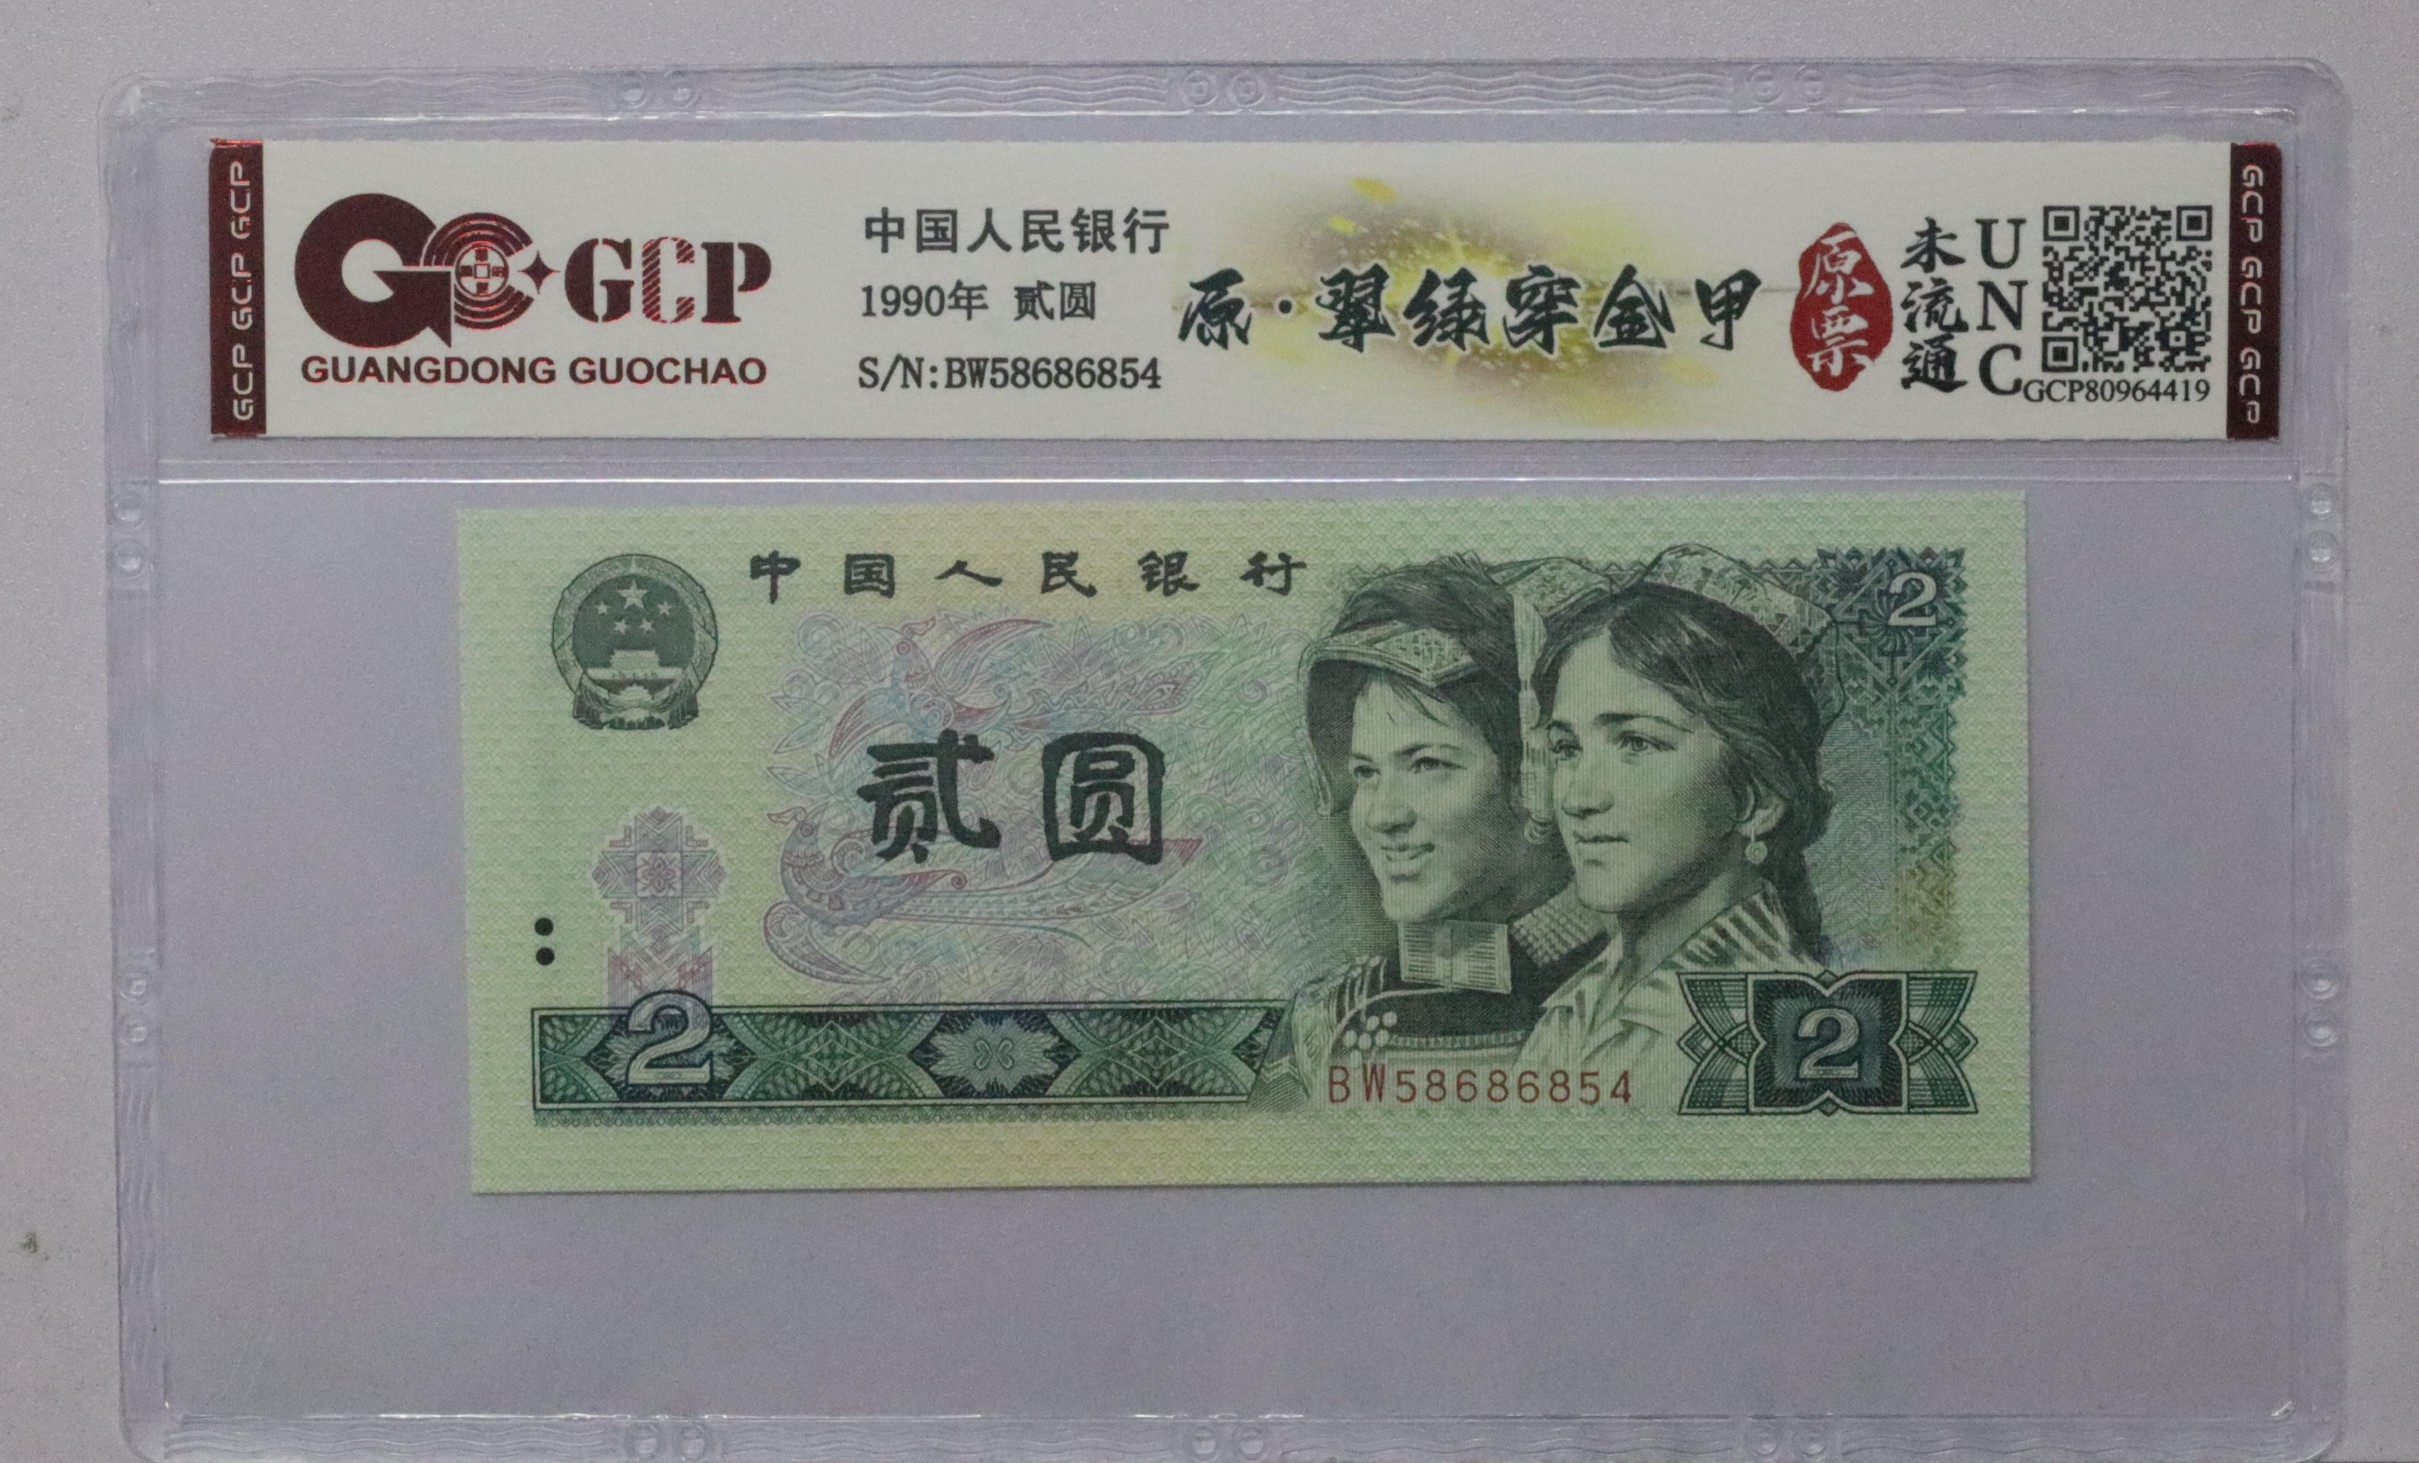 GCP GCP GCP
GCP
GUANGDONG GUOCHAO
中国人民银行
1990年 贰圆
S/N:BW58686854
原·翠绿穿金甲
原票
未流通
UNC
GCP80964419
GCP GCP GCP
中国人民银行
2
贰圆
2
BW58686854
2